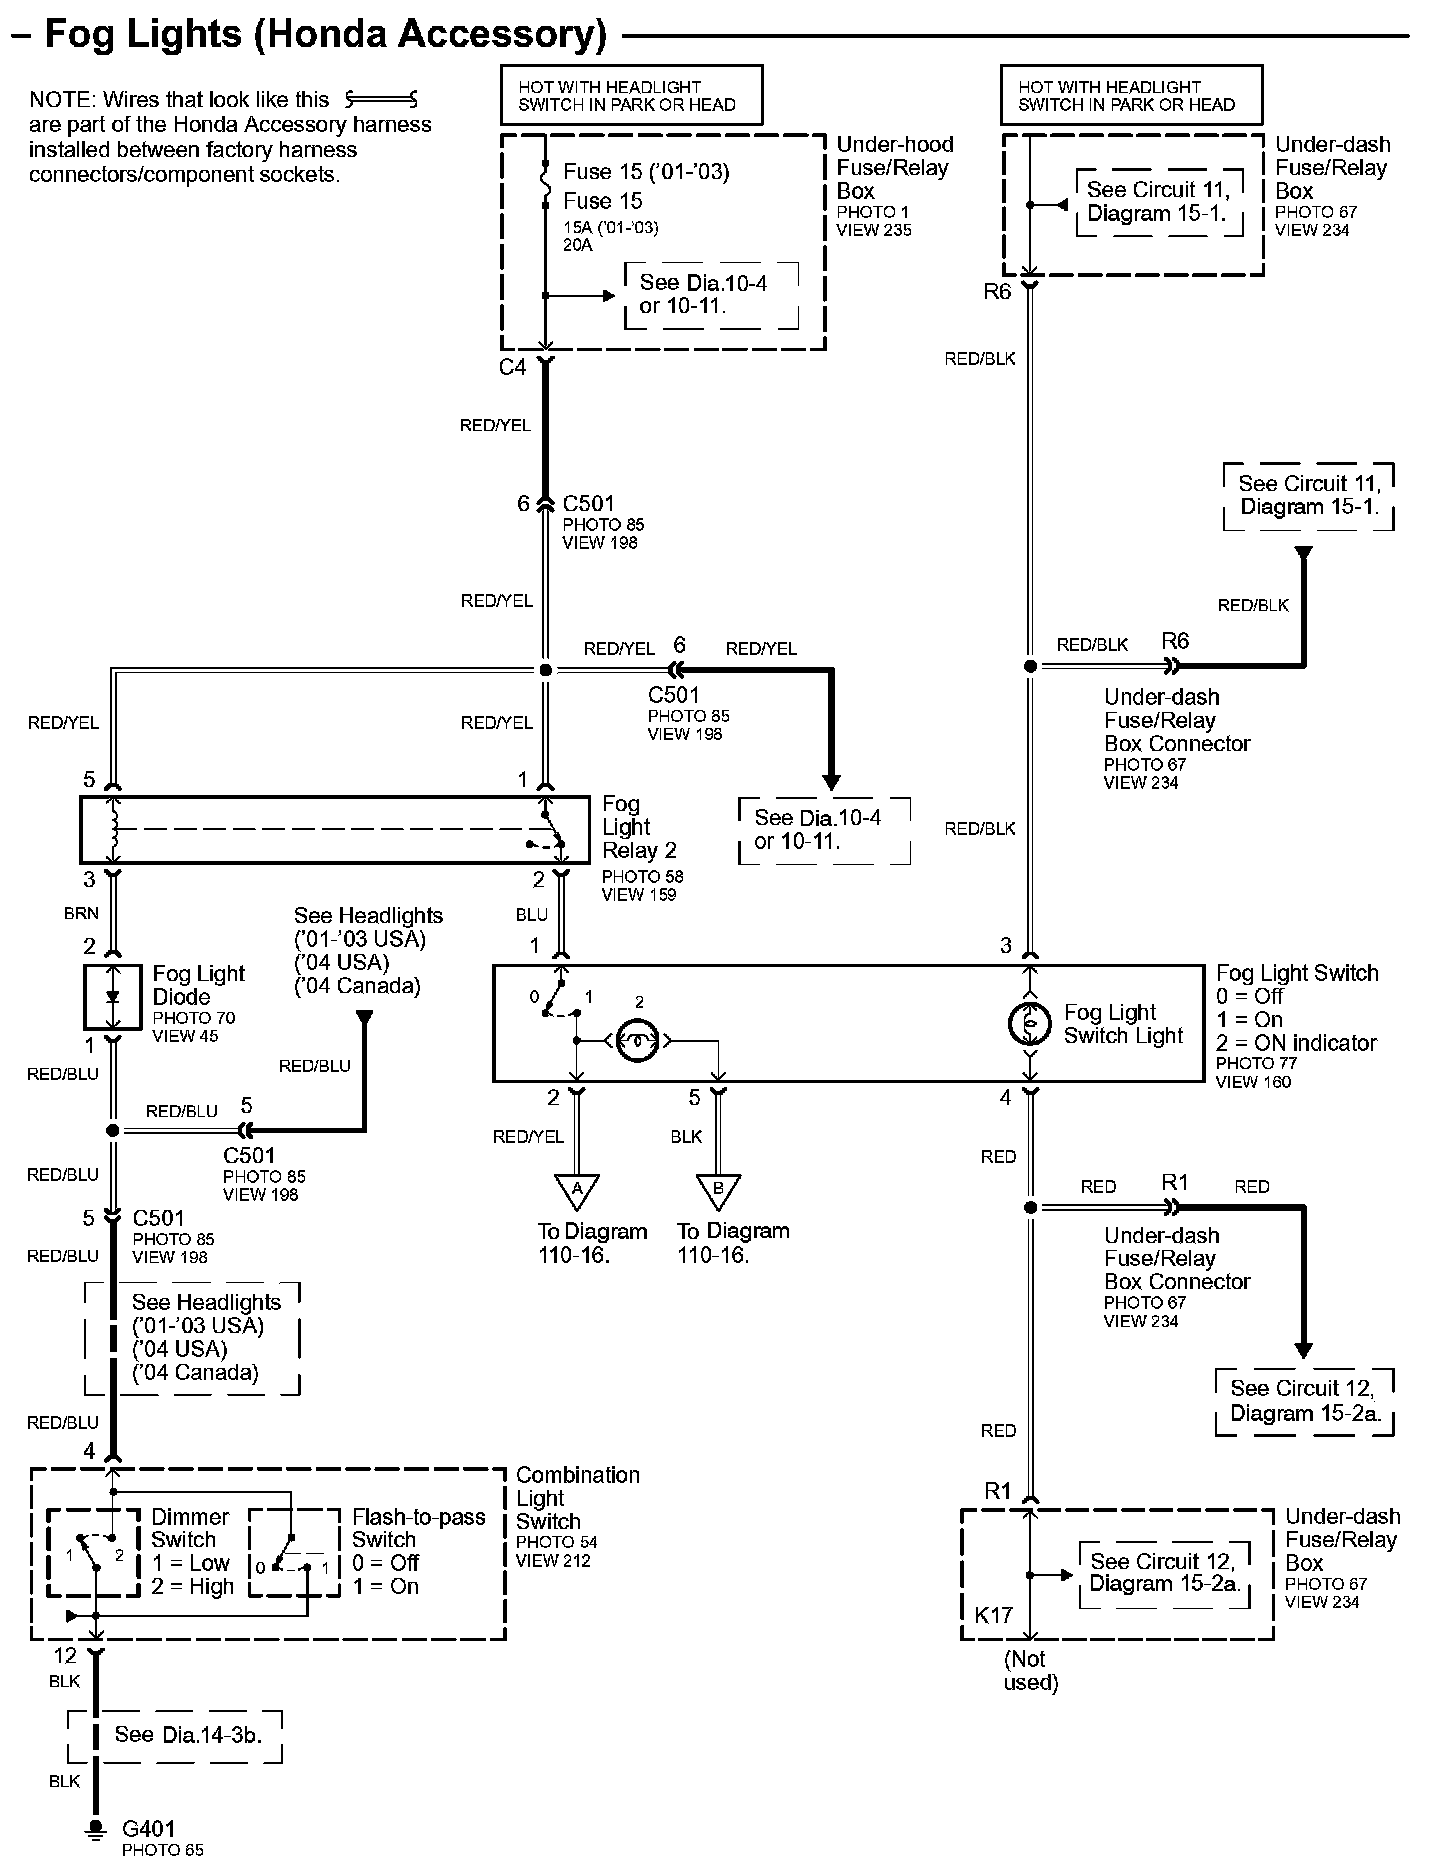 – Fog Lights (Honda Accessory)
NOTE: Wires that look like this
are part of the Honda Accessory harness
installed between factory harness
connectors/component sockets.
HOT WITH HEADLIGHT
SWITCH IN PARK OR HEAD
HOT WITH HEADLIGHT
SWITCH IN PARK OR HEAD
Fuse 15 ('01-'03)
Fuse 15
15A ('01-'03)
20A
See Dia.10-4
or 10-11.
Under-hood
Fuse/Relay
Box
PHOTO 1
VIEW 235
See Circuit 11,
Diagram 15-1.
Under-dash
Fuse/Relay
Box
PHOTO 67
VIEW 234
C4
R6
RED/YEL
RED/BLK
6
C501
PHOTO 85
VIEW 198
See Circuit 11,
Diagram 15-1.
RED/YEL
RED/BLK
RED/YEL
6
RED/YEL
C501
PHOTO 85
VIEW 198
RED/BLK
R6
Under-dash
Fuse/Relay
Box Connector
PHOTO 67
VIEW 234
RED/YEL
RED/YEL
5
1
Fog
Light
Relay 2
PHOTO 58
VIEW 159
See Dia.10-4
or 10-11.
RED/BLK
3
2
BRN
BLU
See Headlights
('01-'03 USA)
('04 USA)
('04 Canada)
2
1
3
Fog Light
Diode
PHOTO 70
VIEW 45
0
1
2
Fog Light
Switch Light
Fog Light Switch
0 = Off
1 = On
2 = ON indicator
PHOTO 77
VIEW 160
1
RED/BLU
RED/BLU
2
5
4
RED/BLU
5
RED/YEL
BLK
RED
C501
PHOTO 85
VIEW 198
RED/BLU
A
B
RED
R1
RED
5
C501
PHOTO 85
VIEW 198
To Diagram
110-16.
To Diagram
110-16.
Under-dash
Fuse/Relay
Box Connector
PHOTO 67
VIEW 234
RED/BLU
See Headlights
('01-'03 USA)
('04 USA)
('04 Canada)
See Circuit 12,
Diagram 15-2a.
RED/BLU
RED
4
R1
Dimmer
Switch
1 = Low
2 = High
1
2
Flash-to-pass
Switch
0 = Off
1 = On
0
1
Combination
Light
Switch
PHOTO 54
VIEW 212
See Circuit 12,
Diagram 15-2a.
K17
Under-dash
Fuse/Relay
Box
PHOTO 67
VIEW 234
12
(Not
used)
BLK
See Dia.14-3b.
BLK
G401
PHOTO 65